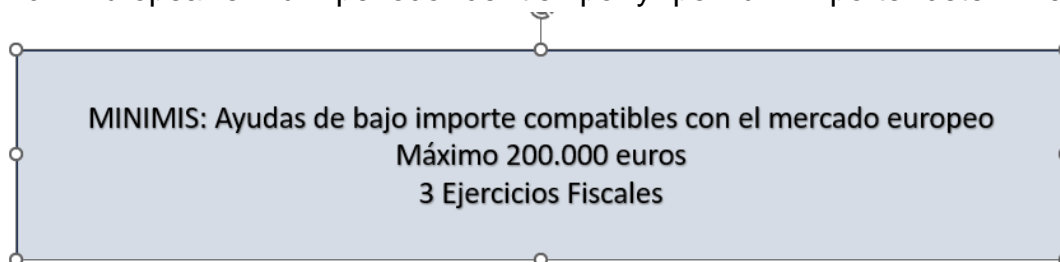 MINIMIS: Ayudas de bajo importe compatibles con el mercado europeo
Máximo 200.000 euros
3 Ejercicios Fiscales